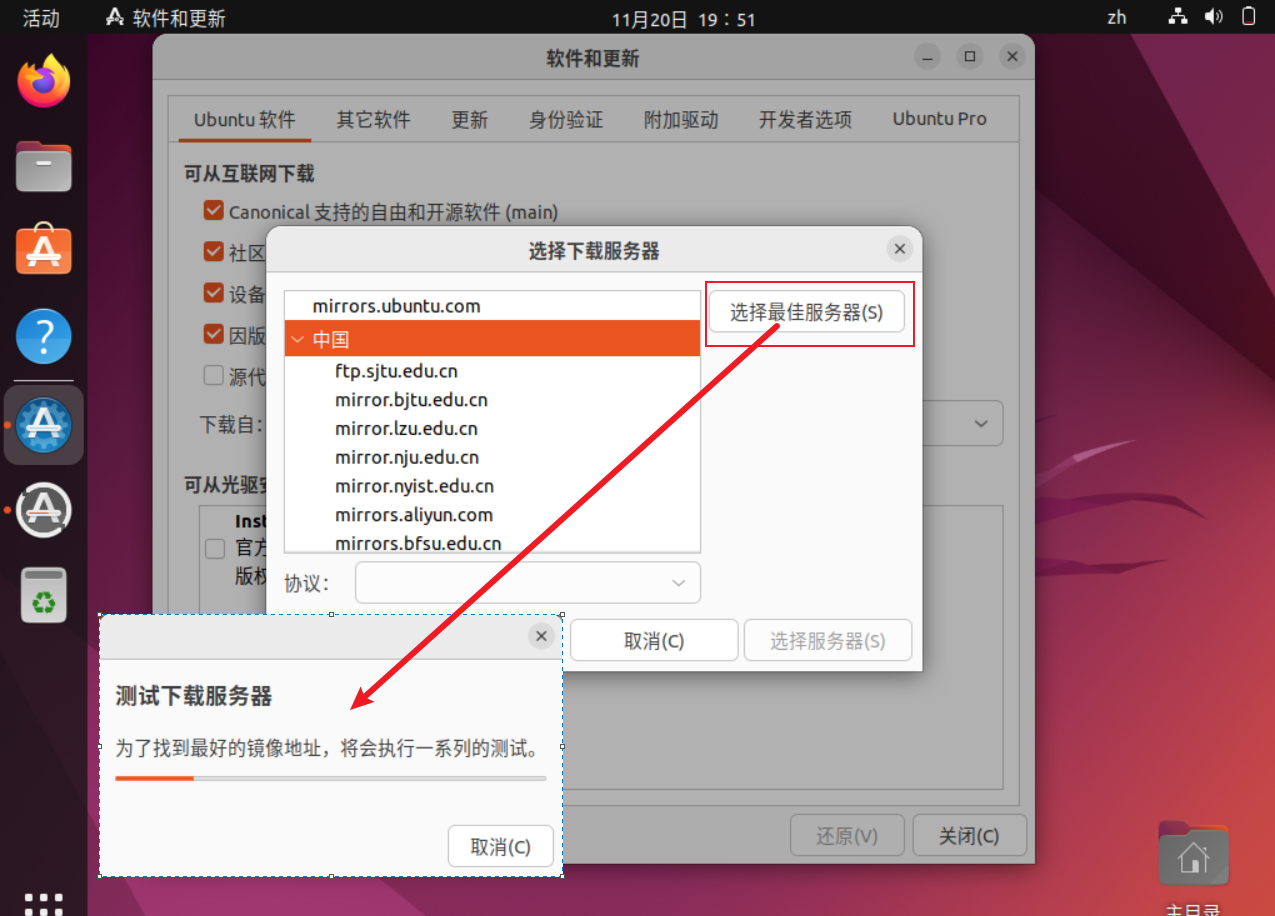 活动
软件和更新
11月20日 19：51
zh
软件和更新
Ubuntu 软件
其它软件
更新
身份验证
附加驱动
开发者选项
Ubuntu Pro
可从互联网下载
Canonical 支持的自由和开源软件 (main)
社区
设备
因版
源代
下载自：
可从光驱安
Inst
官方
版权
选择下载服务器
mirrors.ubuntu.com
中国
ftp.sjtu.edu.cn
mirror.bjtu.edu.cn
mirror.lzu.edu.cn
mirror.nju.edu.cn
mirror.nyist.edu.cn
mirrors.aliyun.com
mirrors.bfsu.edu.cn
选择最佳服务器(S)
协议：
取消(C)
选择服务器(S)
测试下载服务器
为了找到最好的镜像地址，将会执行一系列的测试。
取消(C)
还原(V)
关闭(C)
主目录